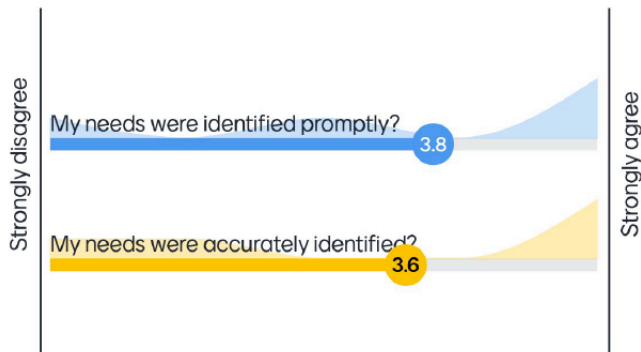 Strongly disagree
My needs were identified promptly?
3.8
My needs were accurately identified?
3.6
Strongly agree